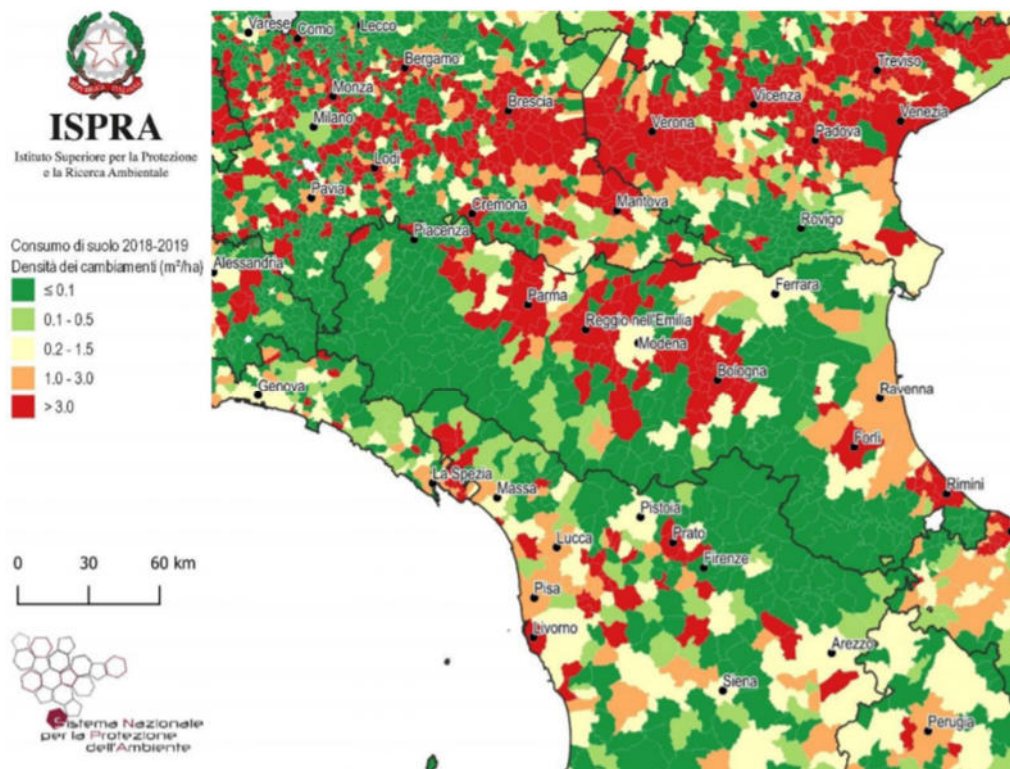 ISPRA
Istituto Superiore per la Protezione
e la Ricerca Ambientale
Consumo di suolo 2018-2019
Densità dei cambiamenti (m²/ha)
≤ 0.1
0.1 - 0.5
0.2 - 1.5
1.0 - 3.0
> 3.0
0 30 60 km
Sistema Nazionale
per la Protezione
dell'Ambiente
Varese
Como
Lecco
Bergamo
Monza
Milano
Brescia
Lodi
Pavia
Cremona
Mantova
Verona
Vicenza
Treviso
Padova
Venezia
Rovigo
Piacenza
Alessandria
Parma
Reggio nell'Emilia
Modena
Ferrara
Bologna
Genova
Ravenna
Forlì
Rimini
La Spezia
Massa
Pistoia
Prato
Lucca
Firenze
Pisa
Livorno
Arezzo
Siena
Perugia